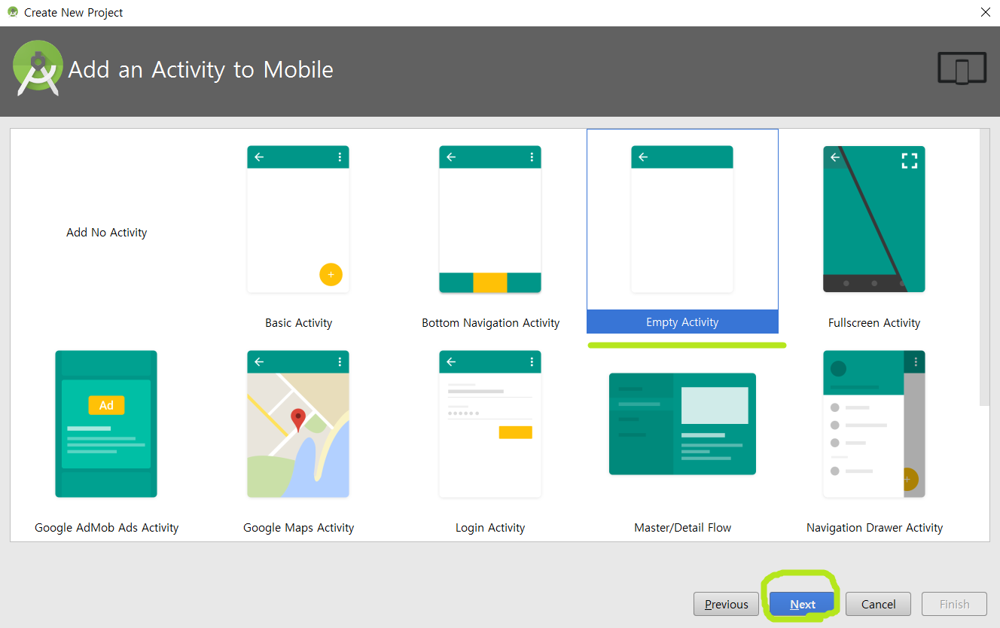 Create New Project
Add an Activity to Mobile
Add No Activity
Basic Activity
Bottom Navigation Activity
Empty Activity
Fullscreen Activity
Ad
Google AdMob Ads Activity
Google Maps Activity
Login Activity
Master/Detail Flow
Navigation Drawer Activity
Previous
Next
Cancel
Finish